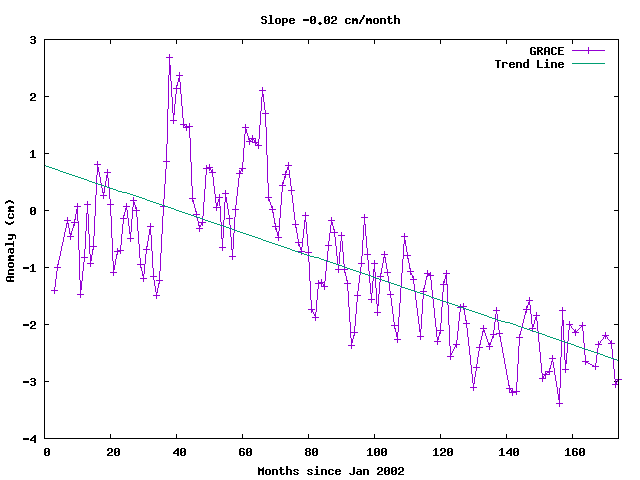 Slope -0.02 cm/month
GRACE
Trend Line
3
2
1
0
-1
-2
-3
-4
Anomaly (cm)
0 20 40 60 80 100 120 140 160
Months since Jan 2002